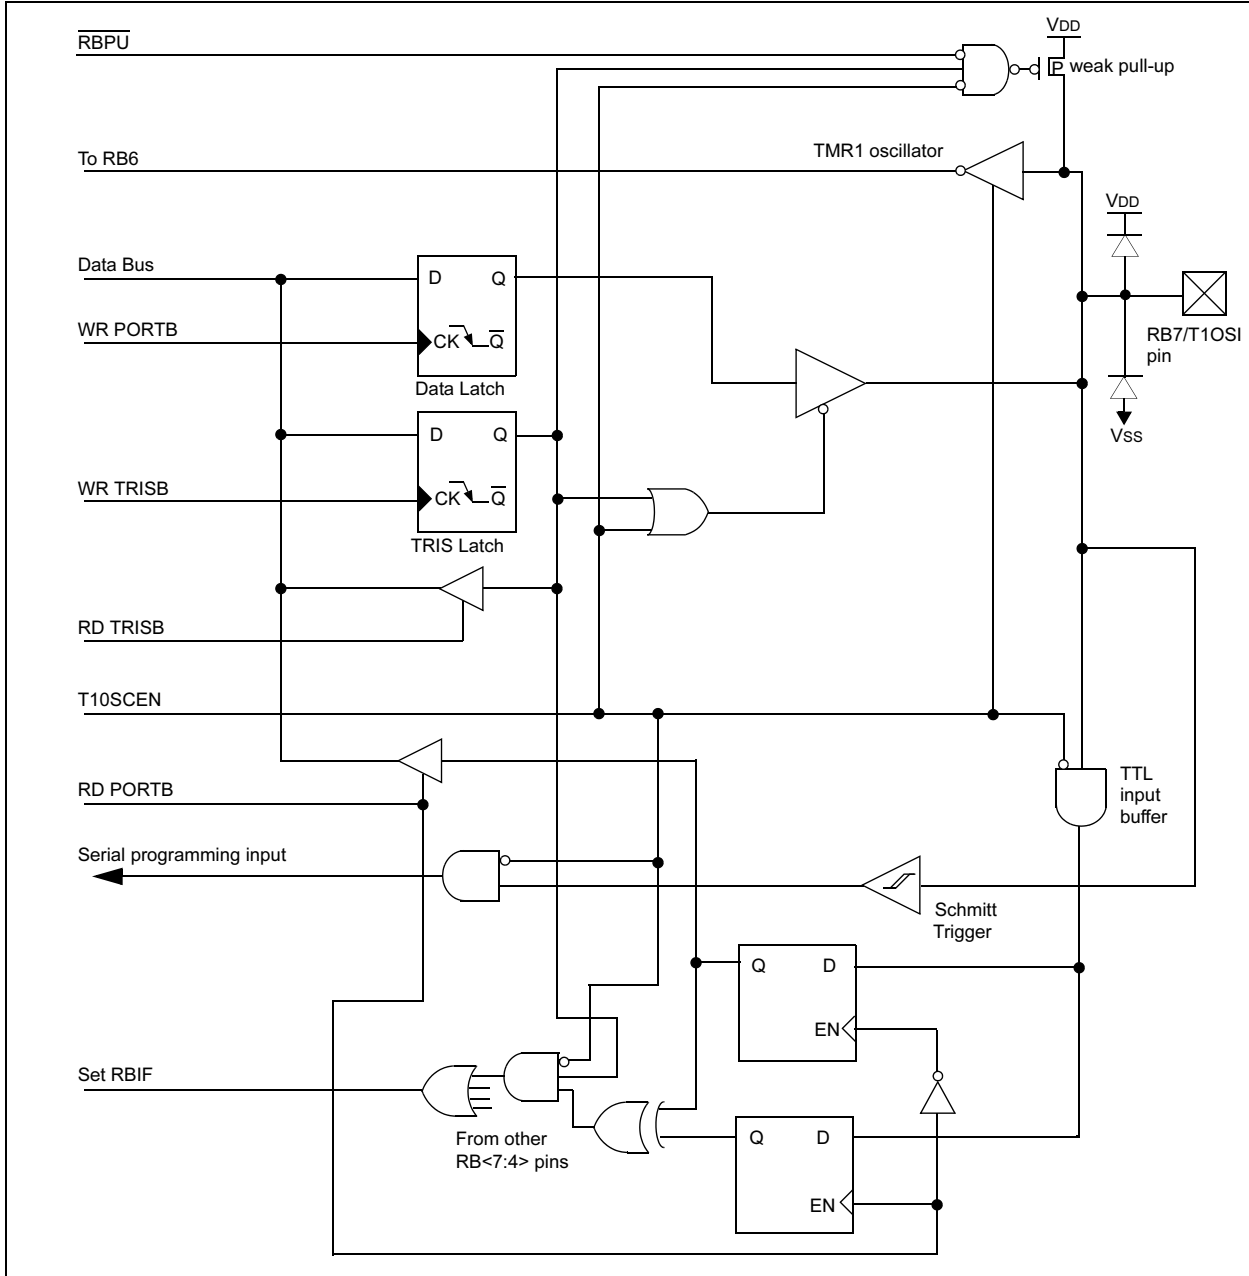 RBPU
VDD
P weak pull-up
To RB6
TMR1 oscillator
VDD
Data Bus
D Q
WR PORTB
CK Q
Data Latch
RB7/T1OSI
pin
VSS
D Q
WR TRISB
CK Q
TRIS Latch
RD TRISB
T10SCEN
RD PORTB
TTL
input
buffer
Serial programming input
Schmitt
Trigger
Q D
EN
Set RBIF
From other
RB<7:4> pins
Q D
EN